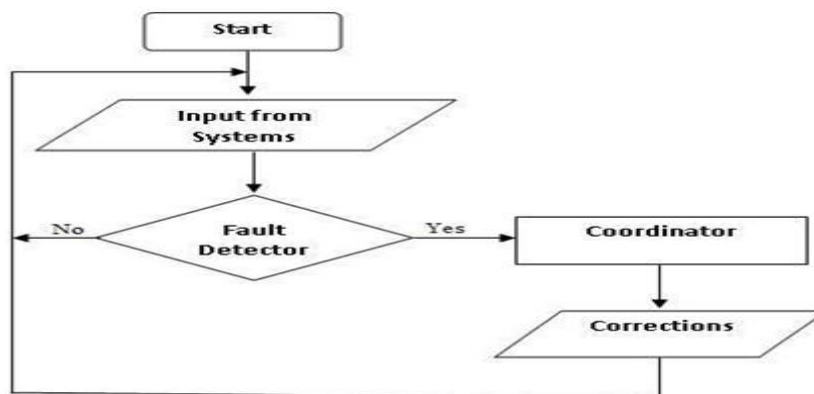 Start
Input from
Systems
No
Fault
Detector
Yes
Coordinator
Corrections